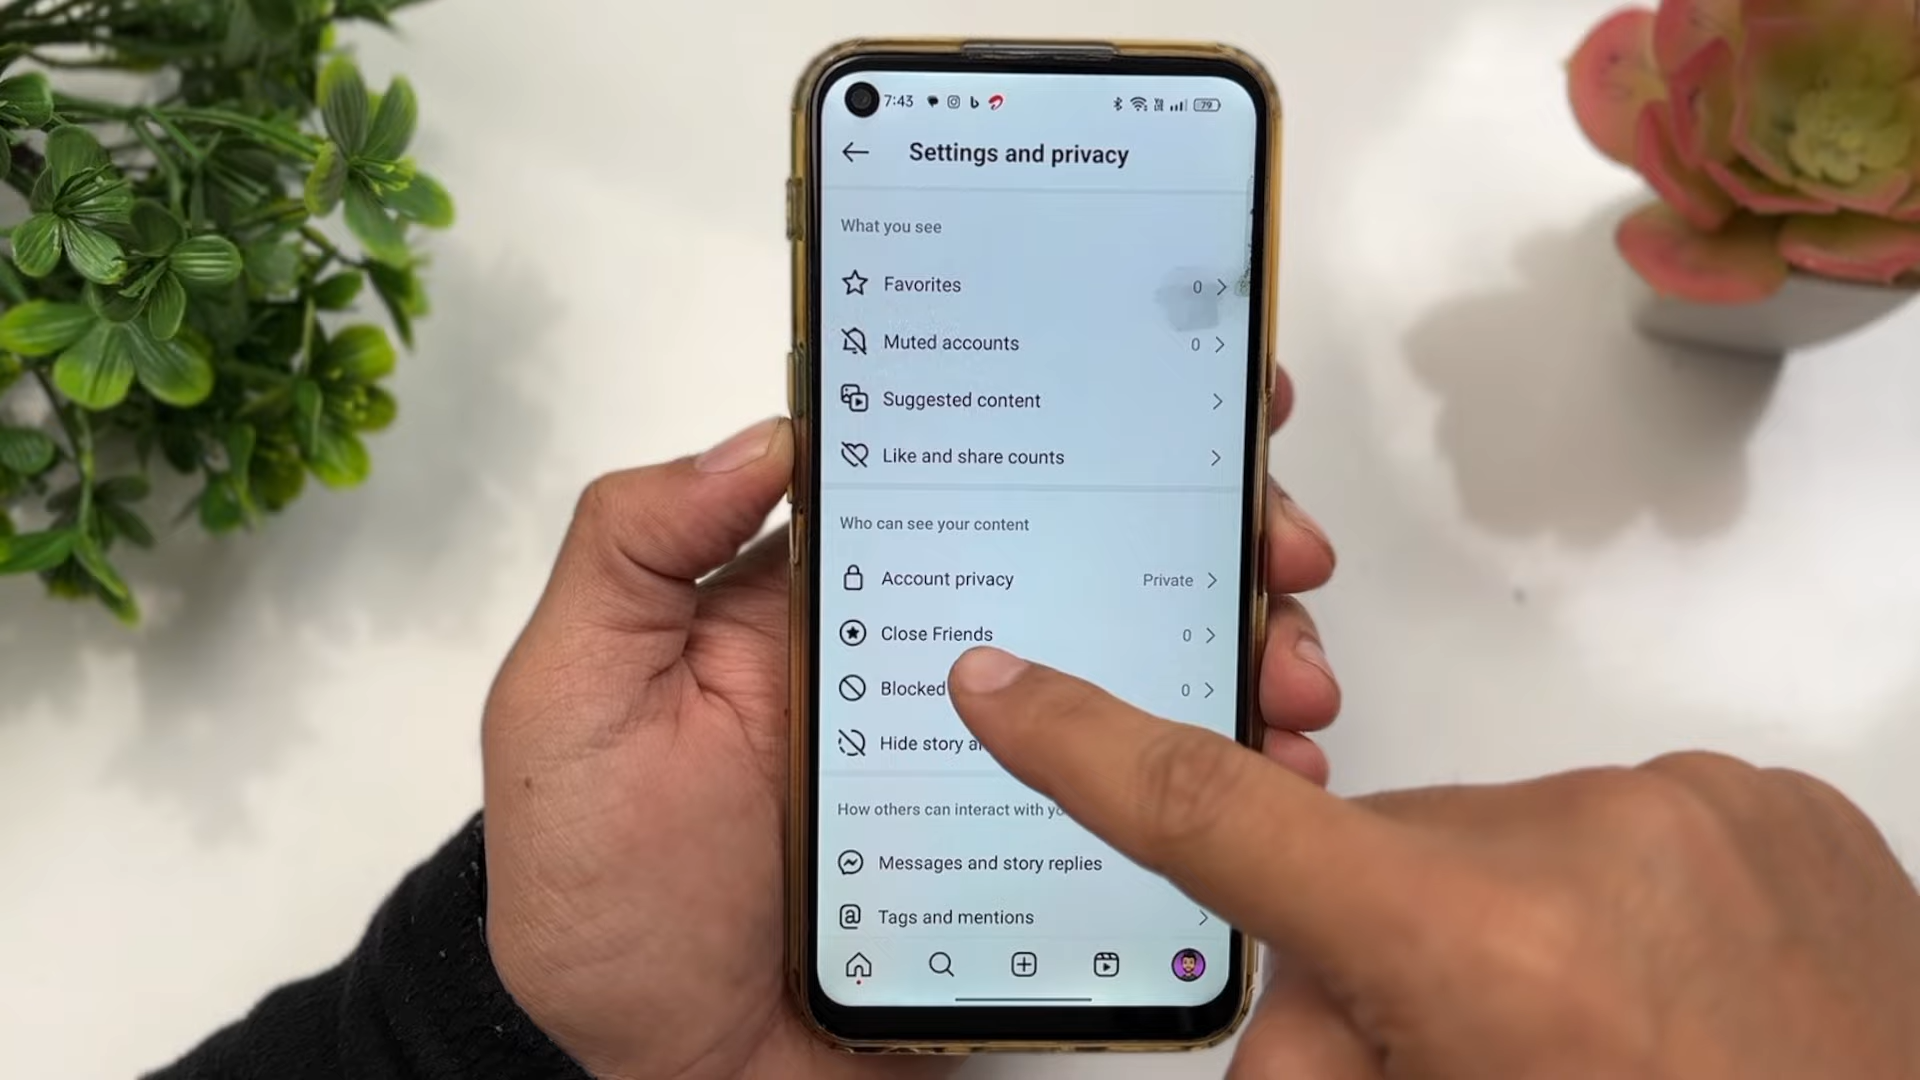 7:43 b 79
Settings and privacy
What you see
Favorites 0
Muted accounts 0
Suggested content
Like and share counts
Who can see your content
Account privacy Private
Close Friends 0
Blocked 0
Hide story
How others can interact with
Messages and story replies
Tags and mentions